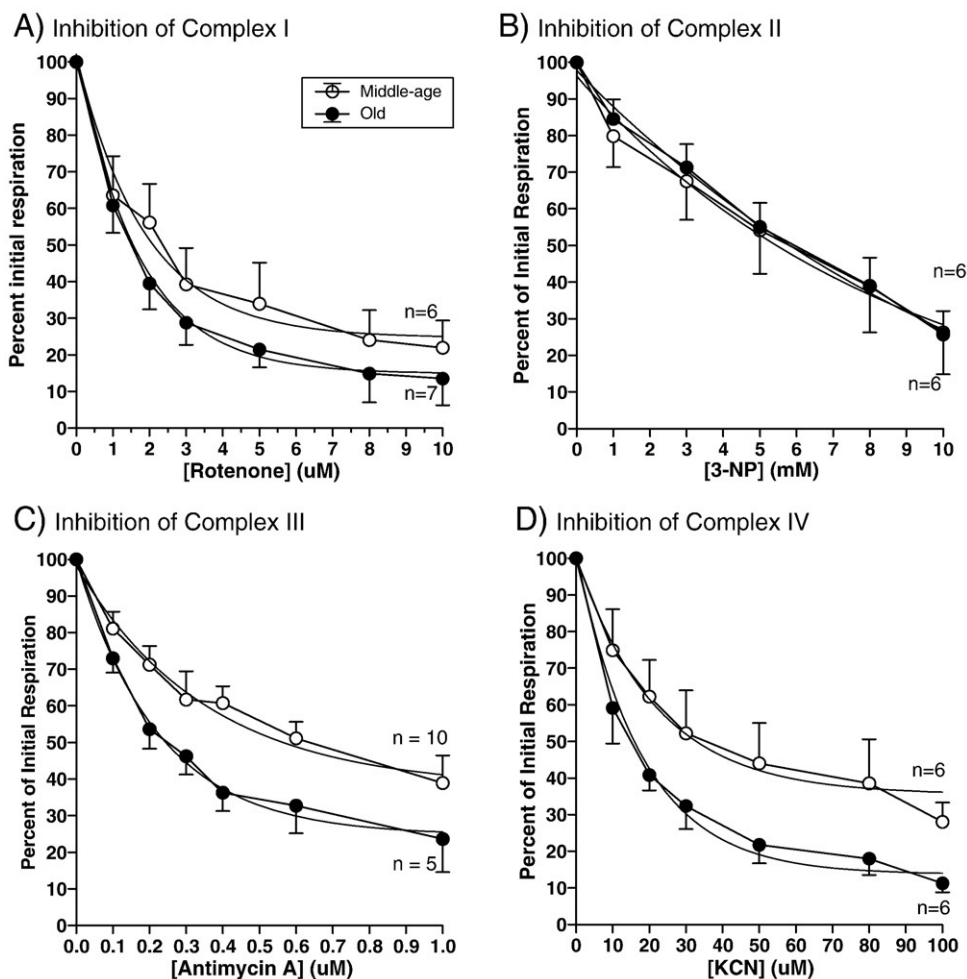 A) Inhibition of Complex I
Percent initial respiration
100
90
80
70
60
50
40
30
20
10
0
Middle-age
Old
n=6
n=7
0 1 2 3 4 5 6 7 8 9 10
[Rotenone] (uM)
B) Inhibition of Complex II
Percent of Initial Respiration
100
90
80
70
60
50
40
30
20
10
0
n=6
n=6
0 1 2 3 4 5 6 7 8 9 10
[3-NP] (mM)
C) Inhibition of Complex III
Percent of Initial Respiration
100
90
80
70
60
50
40
30
20
10
0
n = 10
n = 5
0.0 0.1 0.2 0.3 0.4 0.5 0.6 0.7 0.8 0.9 1.0
[Antimycin A] (uM)
D) Inhibition of Complex IV
Percent of Initial Respiration
100
90
80
70
60
50
40
30
20
10
0
n=6
n=6
0 10 20 30 40 50 60 70 80 90 100
[KCN] (uM)